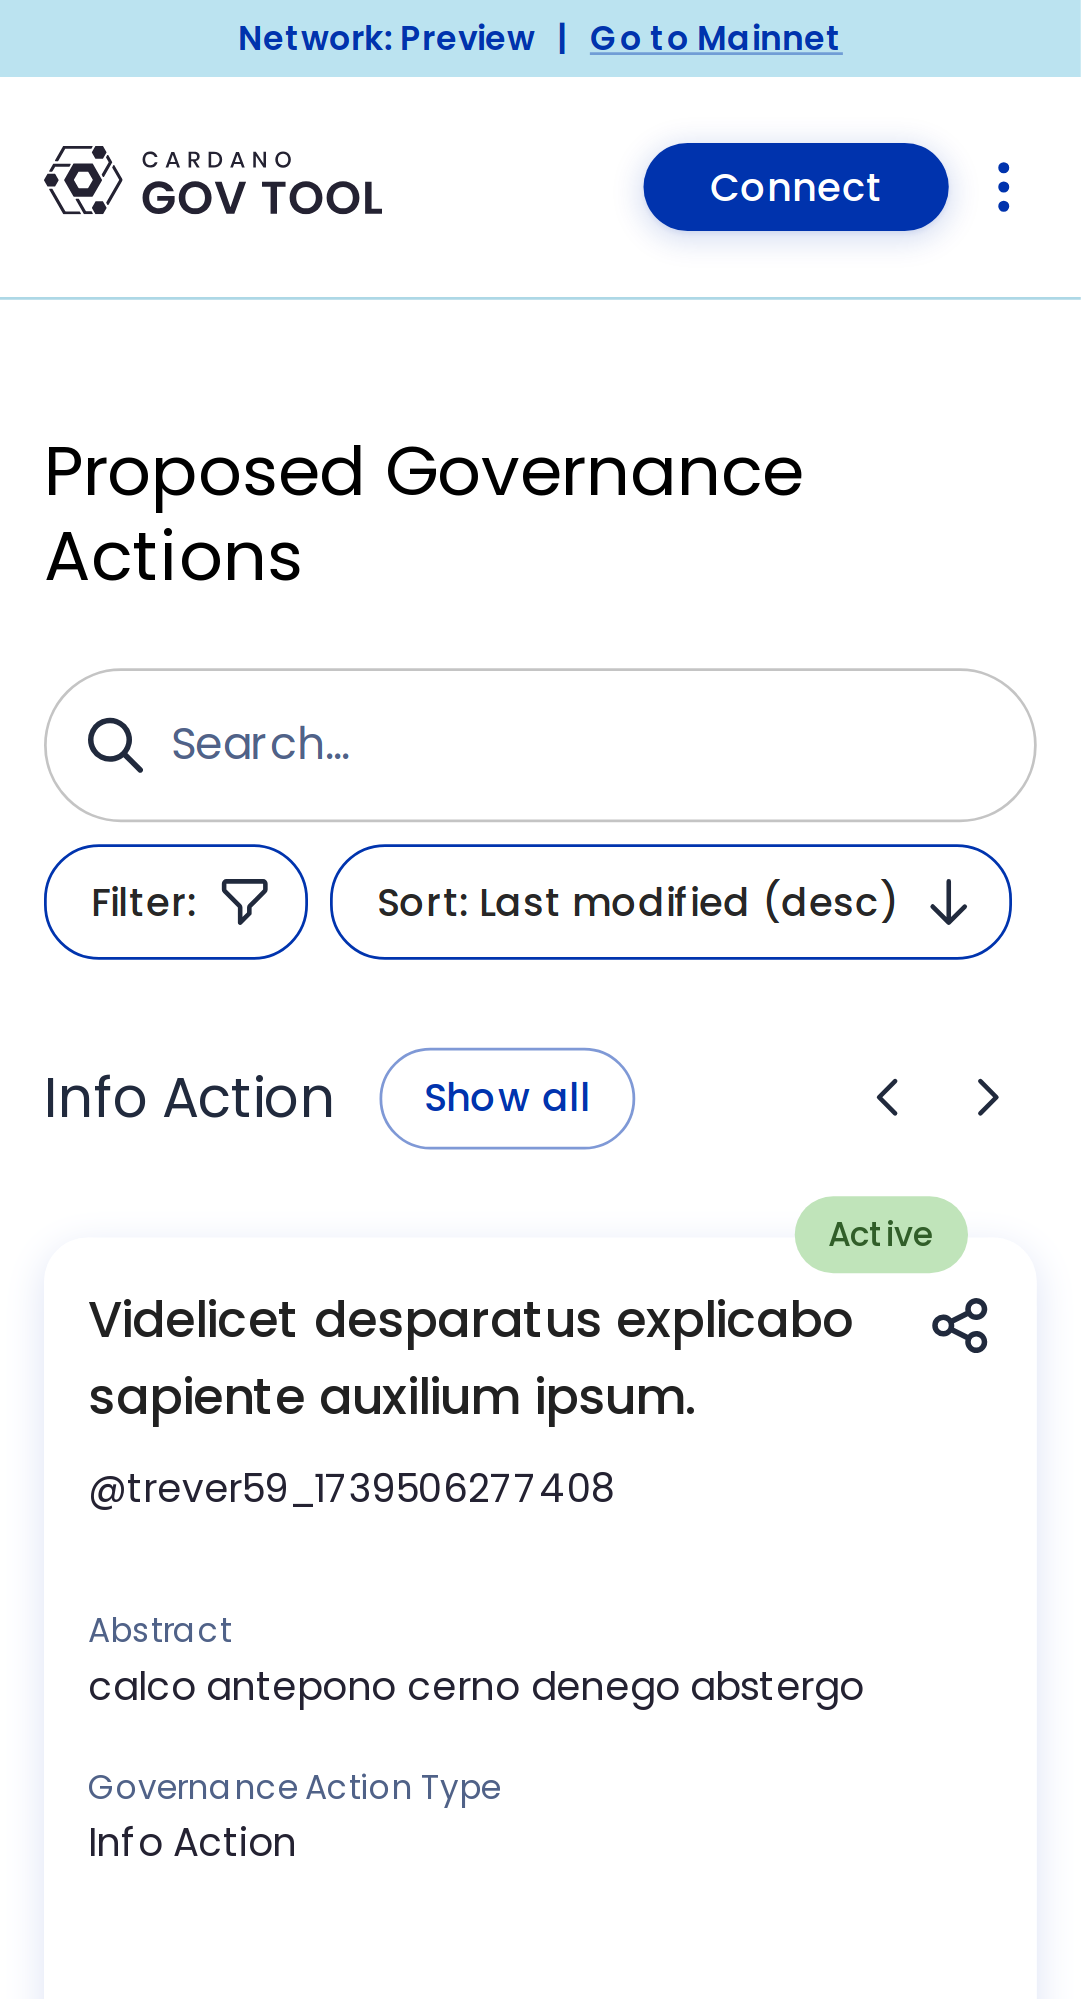 Network: Preview | Go to Mainnet
CARDANO
GOV TOOL
Connect
Proposed Governance
Actions
Search...
Filter:
Sort: Last modified (desc)
Info Action
Show all
Active
Videlicet desparatus explicabo
sapiente auxilium ipsum.
@trever59_1739506277408
Abstract
calco antepono cerno denego abstergo
Governance Action Type
Info Action